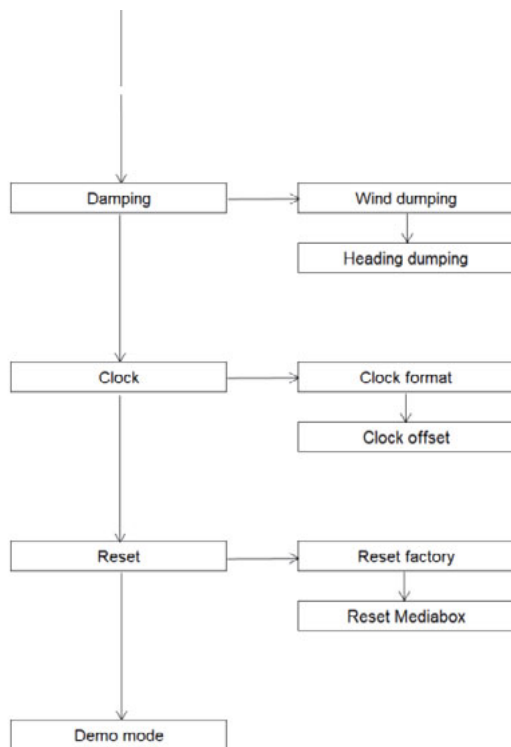 Damping
Wind dumping
Heading dumping
Clock
Clock format
Clock offset
Reset
Reset factory
Reset Mediabox
Demo mode